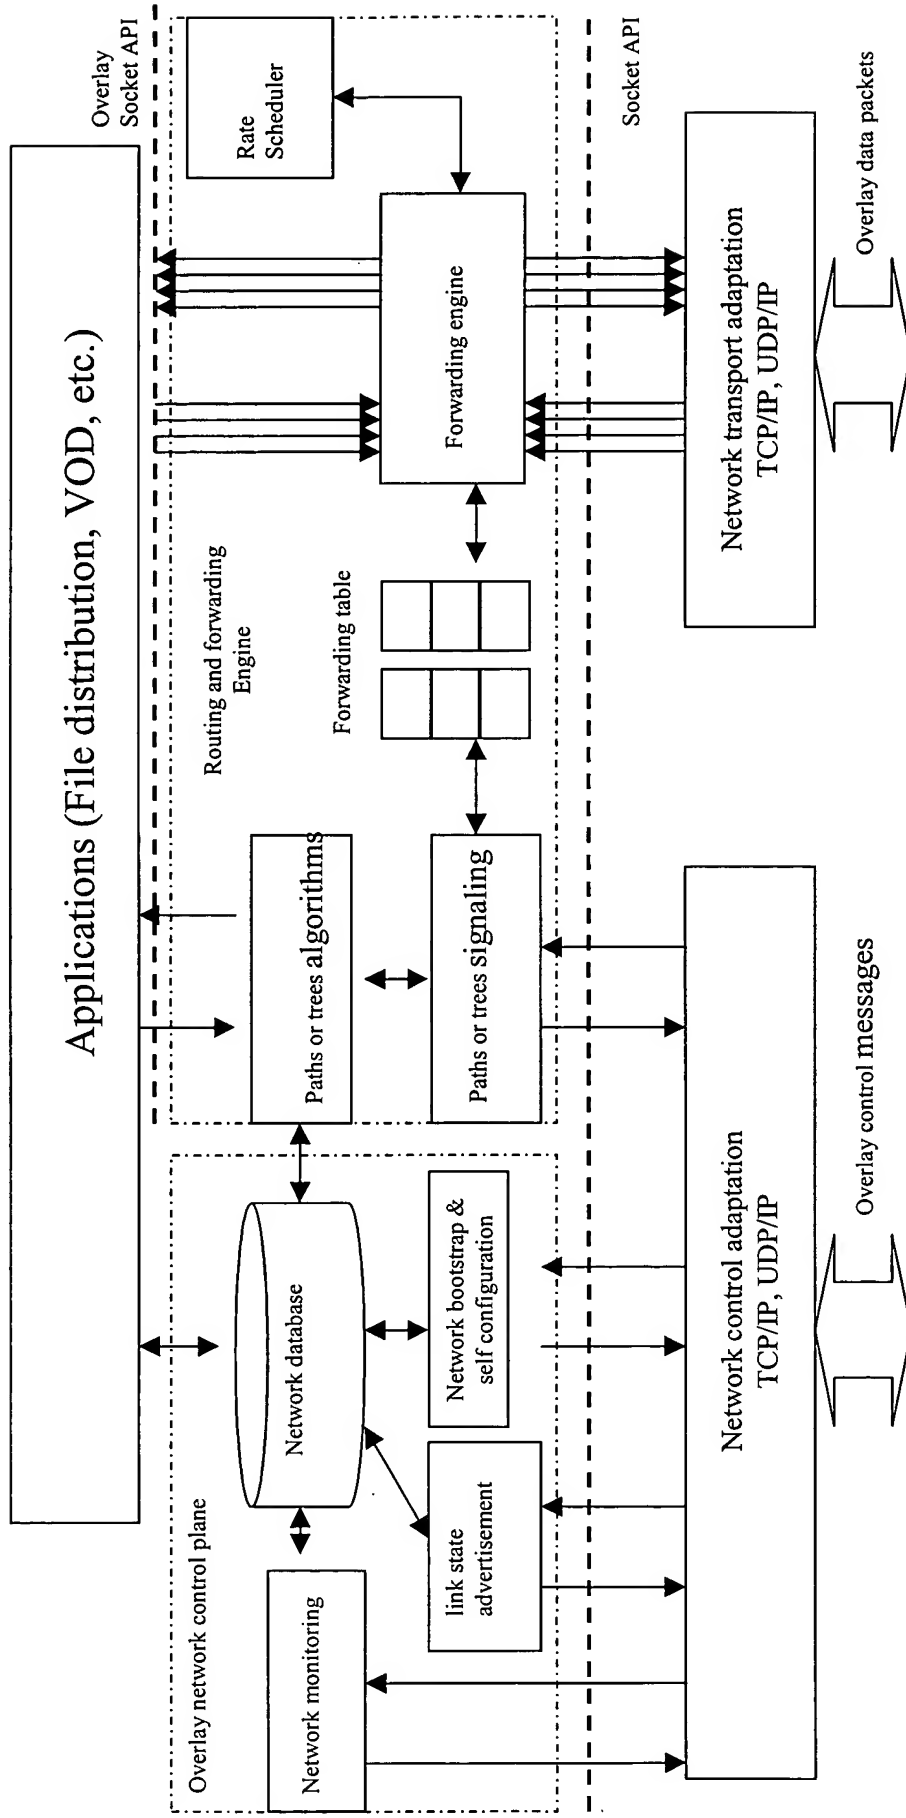 Applications (File distribution, VOD, etc.)
Overlay
Socket API
Overlay network control plane
Network monitoring
Network database
link state
advertisement
Network bootstrap &
self configuration
Routing and forwarding
Engine
Paths or trees algorithms
Paths or trees signaling
Forwarding table
Forwarding engine
Rate
Scheduler
Socket API
Network control adaptation
TCP/IP, UDP/IP
Network transport adaptation
TCP/IP, UDP/IP
Overlay control messages
Overlay data packets